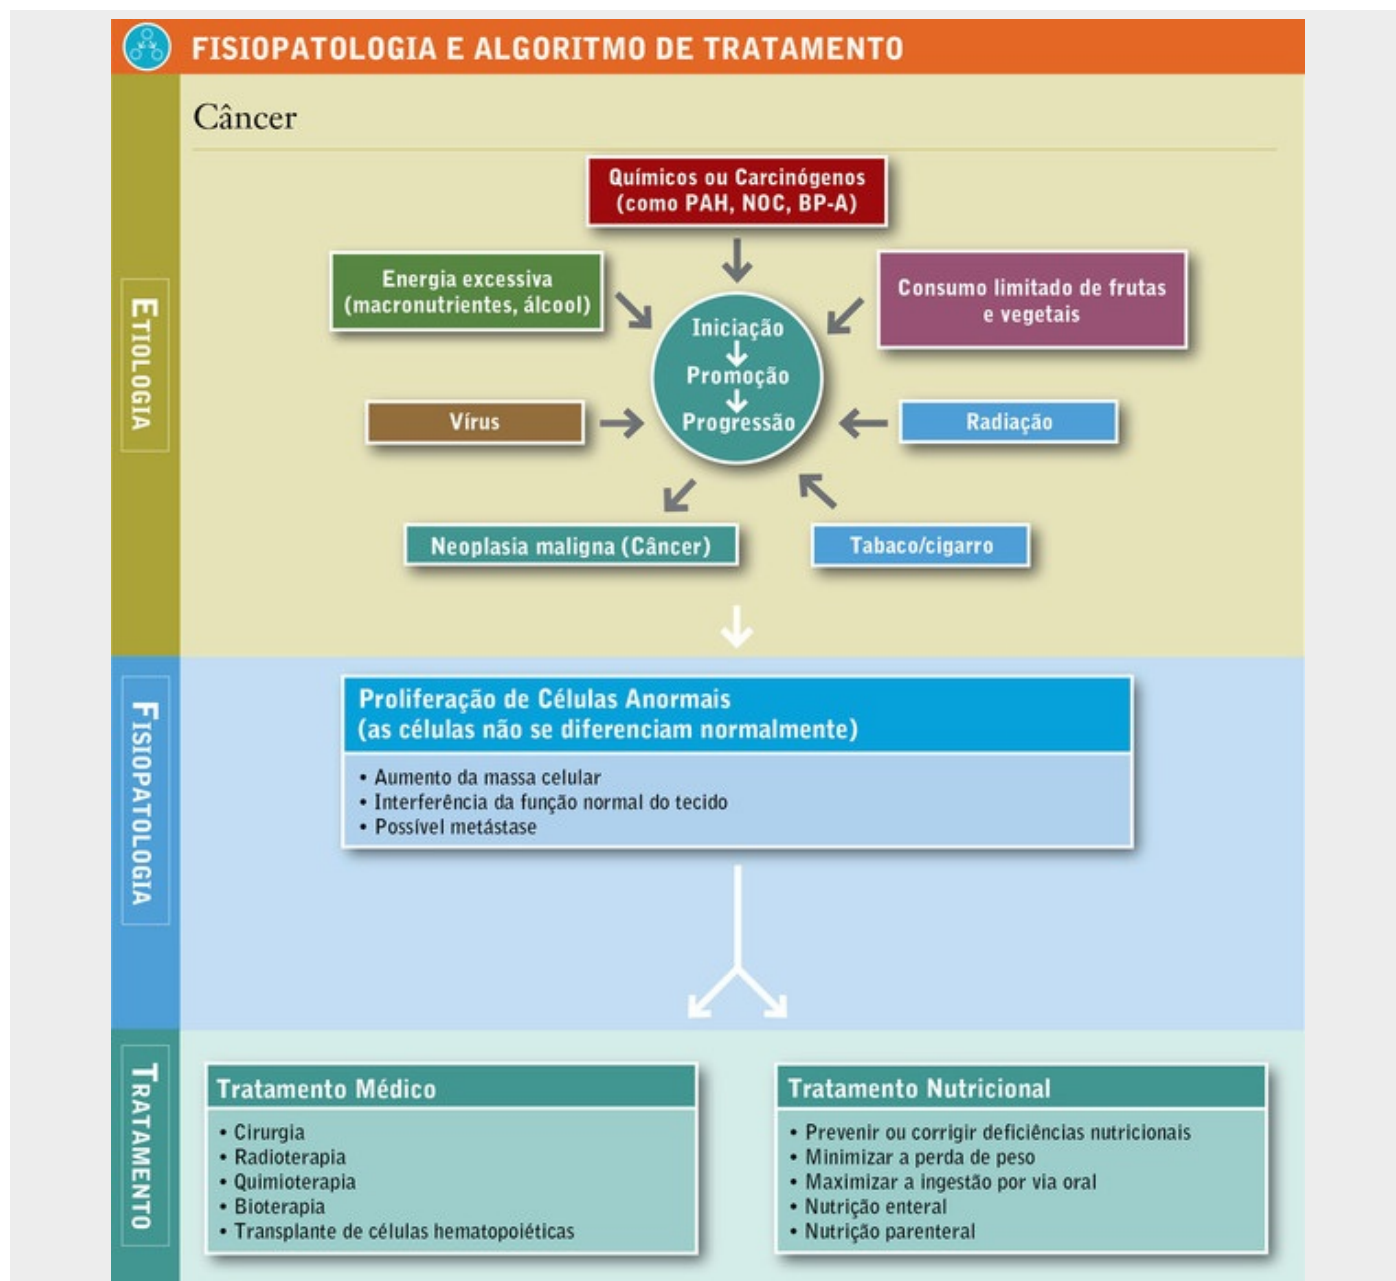 FISIOPATOLOGIA E ALGORITMO DE TRATAMENTO
ETIOLOGIA
Câncer
Químicos ou Carcinógenos
(como PAH, NOC, BP-A)
Energia excessiva
(macronutrientes, álcool)
Consumo limitado de frutas
e vegetais
Iniciação
Promoção
Progressão
Vírus
Radiação
Neoplasia maligna (Câncer)
Tabaco/cigarro
FISIOPATOLOGIA
Proliferação de Células Anormais
(as células não se diferenciam normalmente)
• Aumento da massa celular
• Interferência da função normal do tecido
• Possível metástase
TRATAMENTO
Tratamento Médico
• Cirurgia
• Radioterapia
• Quimioterapia
• Bioterapia
• Transplante de células hematopoiéticas
Tratamento Nutricional
• Prevenir ou corrigir deficiências nutricionais
• Minimizar a perda de peso
• Maximizar a ingestão por via oral
• Nutrição enteral
• Nutrição parenteral